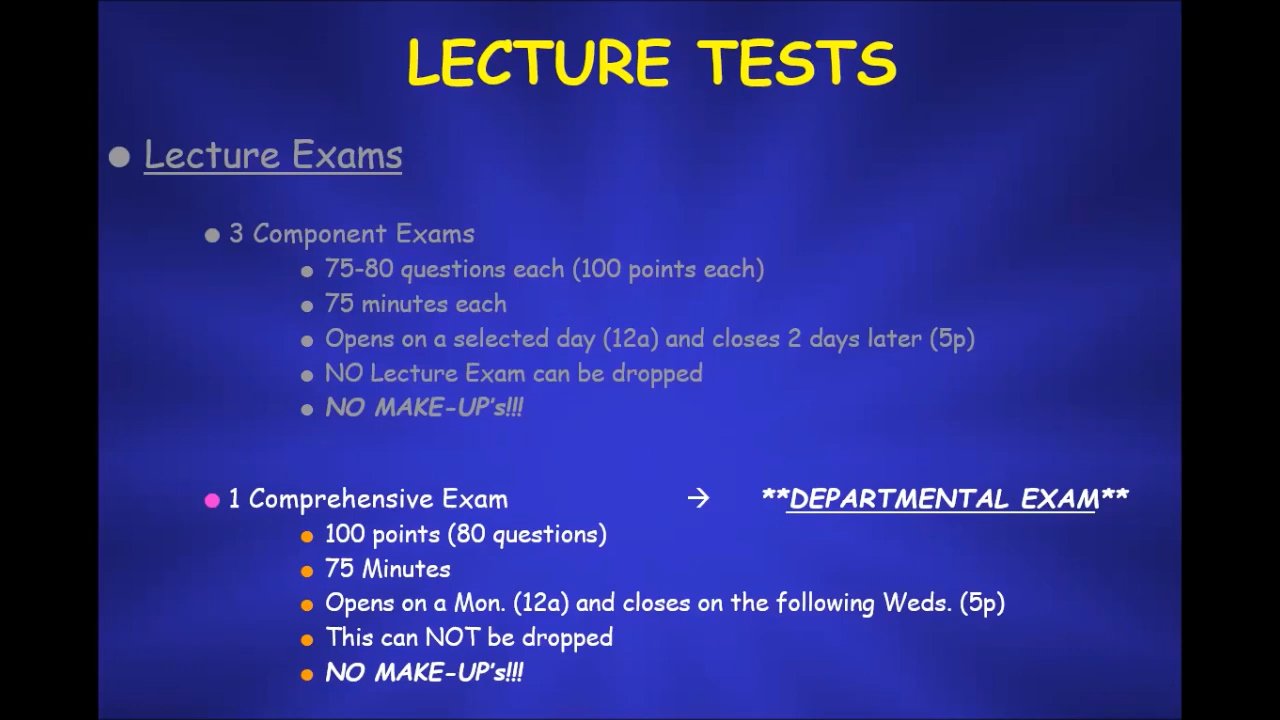 LECTURE TESTS
• Lecture Exams
• 3 Component Exams
• 75-80 questions each (100 points each)
• 75 minutes each
• Opens on a selected day (12a) and closes 2 days later (5p)
• NO Lecture Exam can be dropped
• NO MAKE-UP's!!!
• 1 Comprehensive Exam → **DEPARTMENTAL EXAM**
• 100 points (80 questions)
• 75 Minutes
• Opens on a Mon. (12a) and closes on the following Weds. (5p)
• This can NOT be dropped
• NO MAKE-UP's!!!